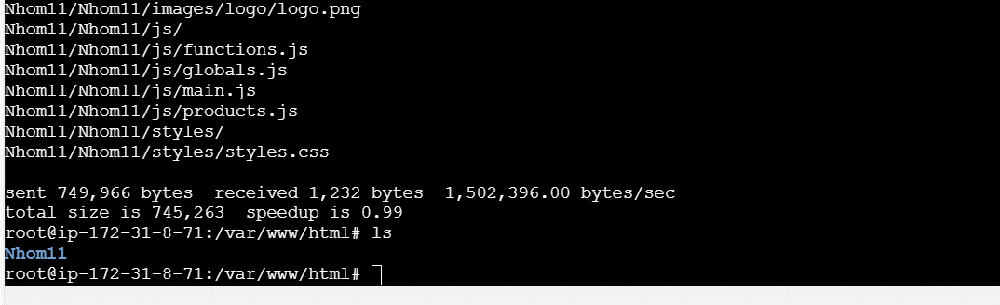 Nhom11/Nhom11/images/logo/logo.png
Nhom11/Nhom11/js/
Nhom11/Nhom11/js/functions.js
Nhom11/Nhom11/js/globals.js
Nhom11/Nhom11/js/main.js
Nhom11/Nhom11/js/products.js
Nhom11/Nhom11/styles/
Nhom11/Nhom11/styles/styles.css
sent 749,966 bytes  received 1,232 bytes  1,502,396.00 bytes/sec
total size is 745,263  speedup is 0.99
root@ip-172-31-8-71:/var/www/html# ls
Nhom11
root@ip-172-31-8-71:/var/www/html#